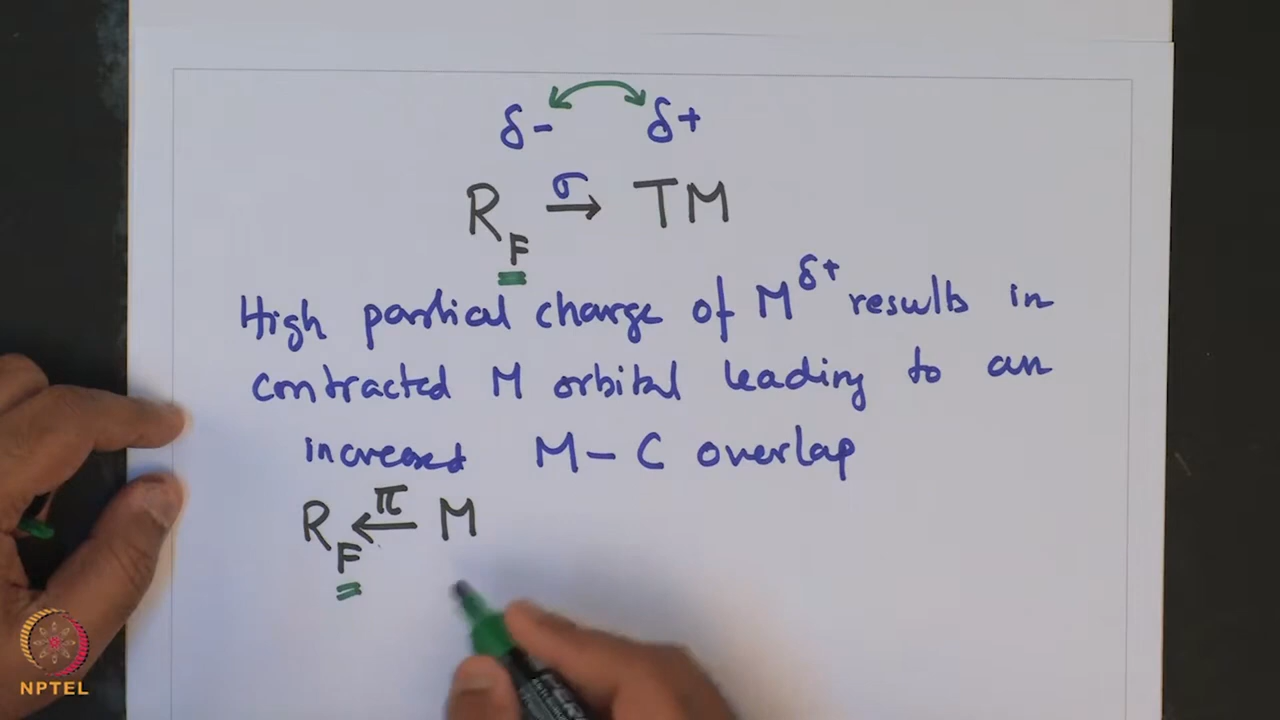 δ- δ+
R_F σ→ TM
High partial charge of M^δ+ results in
contracted M orbital leading to an
increased M-C overlap
R_F ←π M
NPTEL